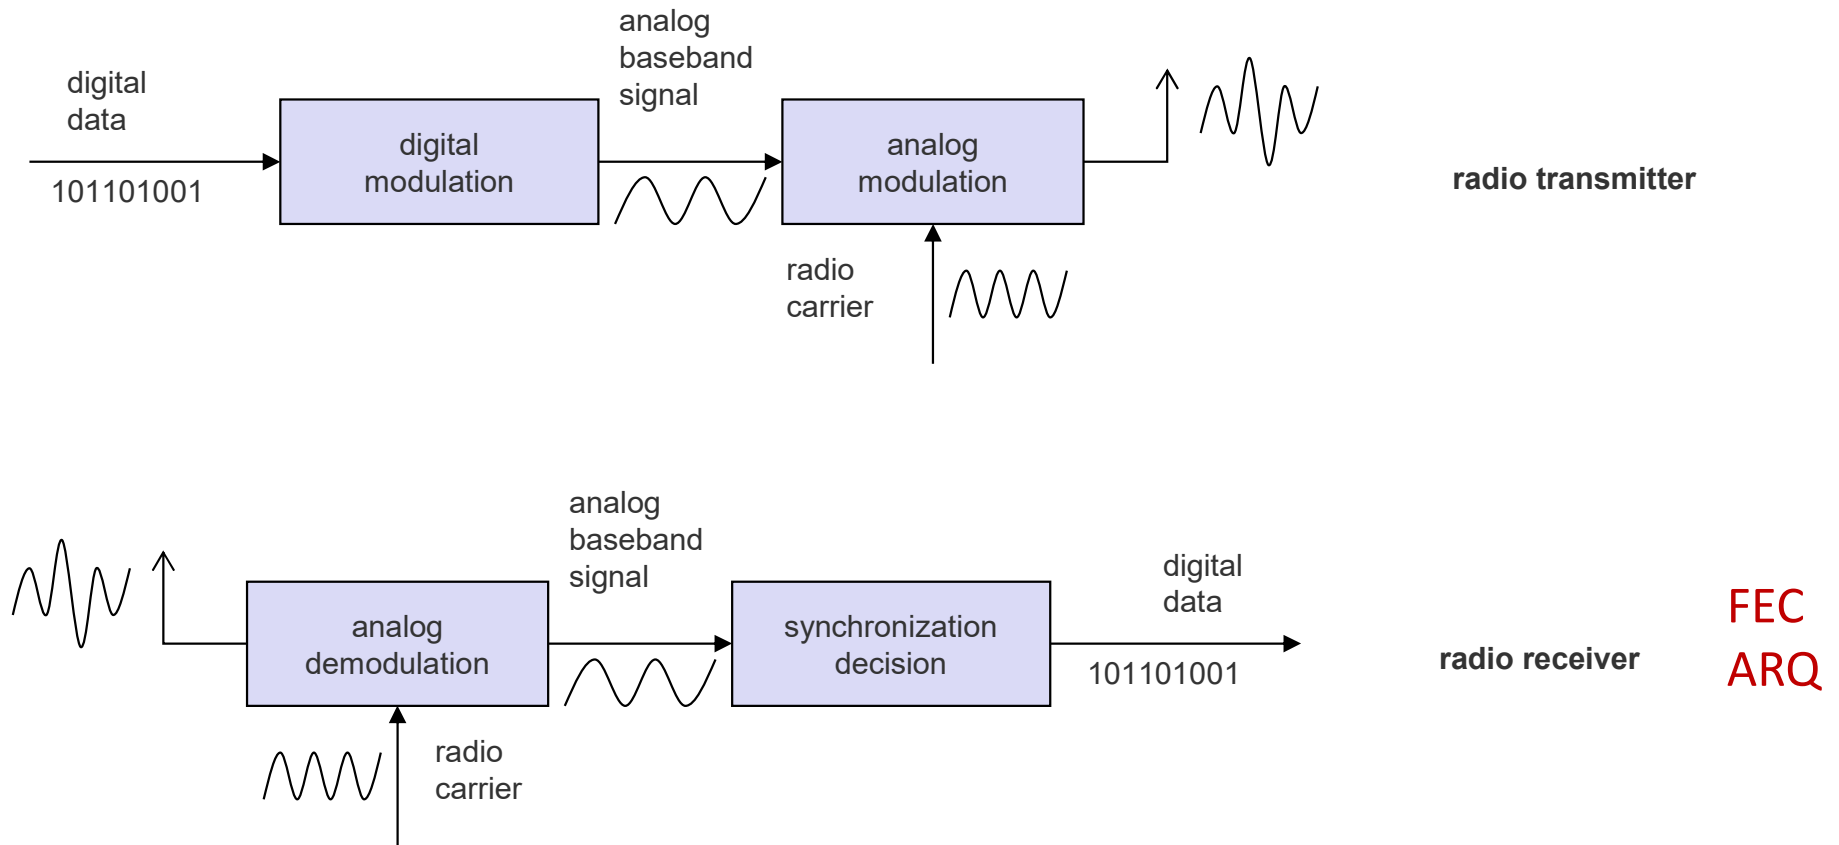 analog
baseband
signal
digital
data
101101001
digital
modulation
analog
modulation
radio transmitter
radio
carrier
analog
baseband
signal
analog
demodulation
synchronization
decision
digital
data
101101001
radio receiver
FEC
ARQ
radio
carrier